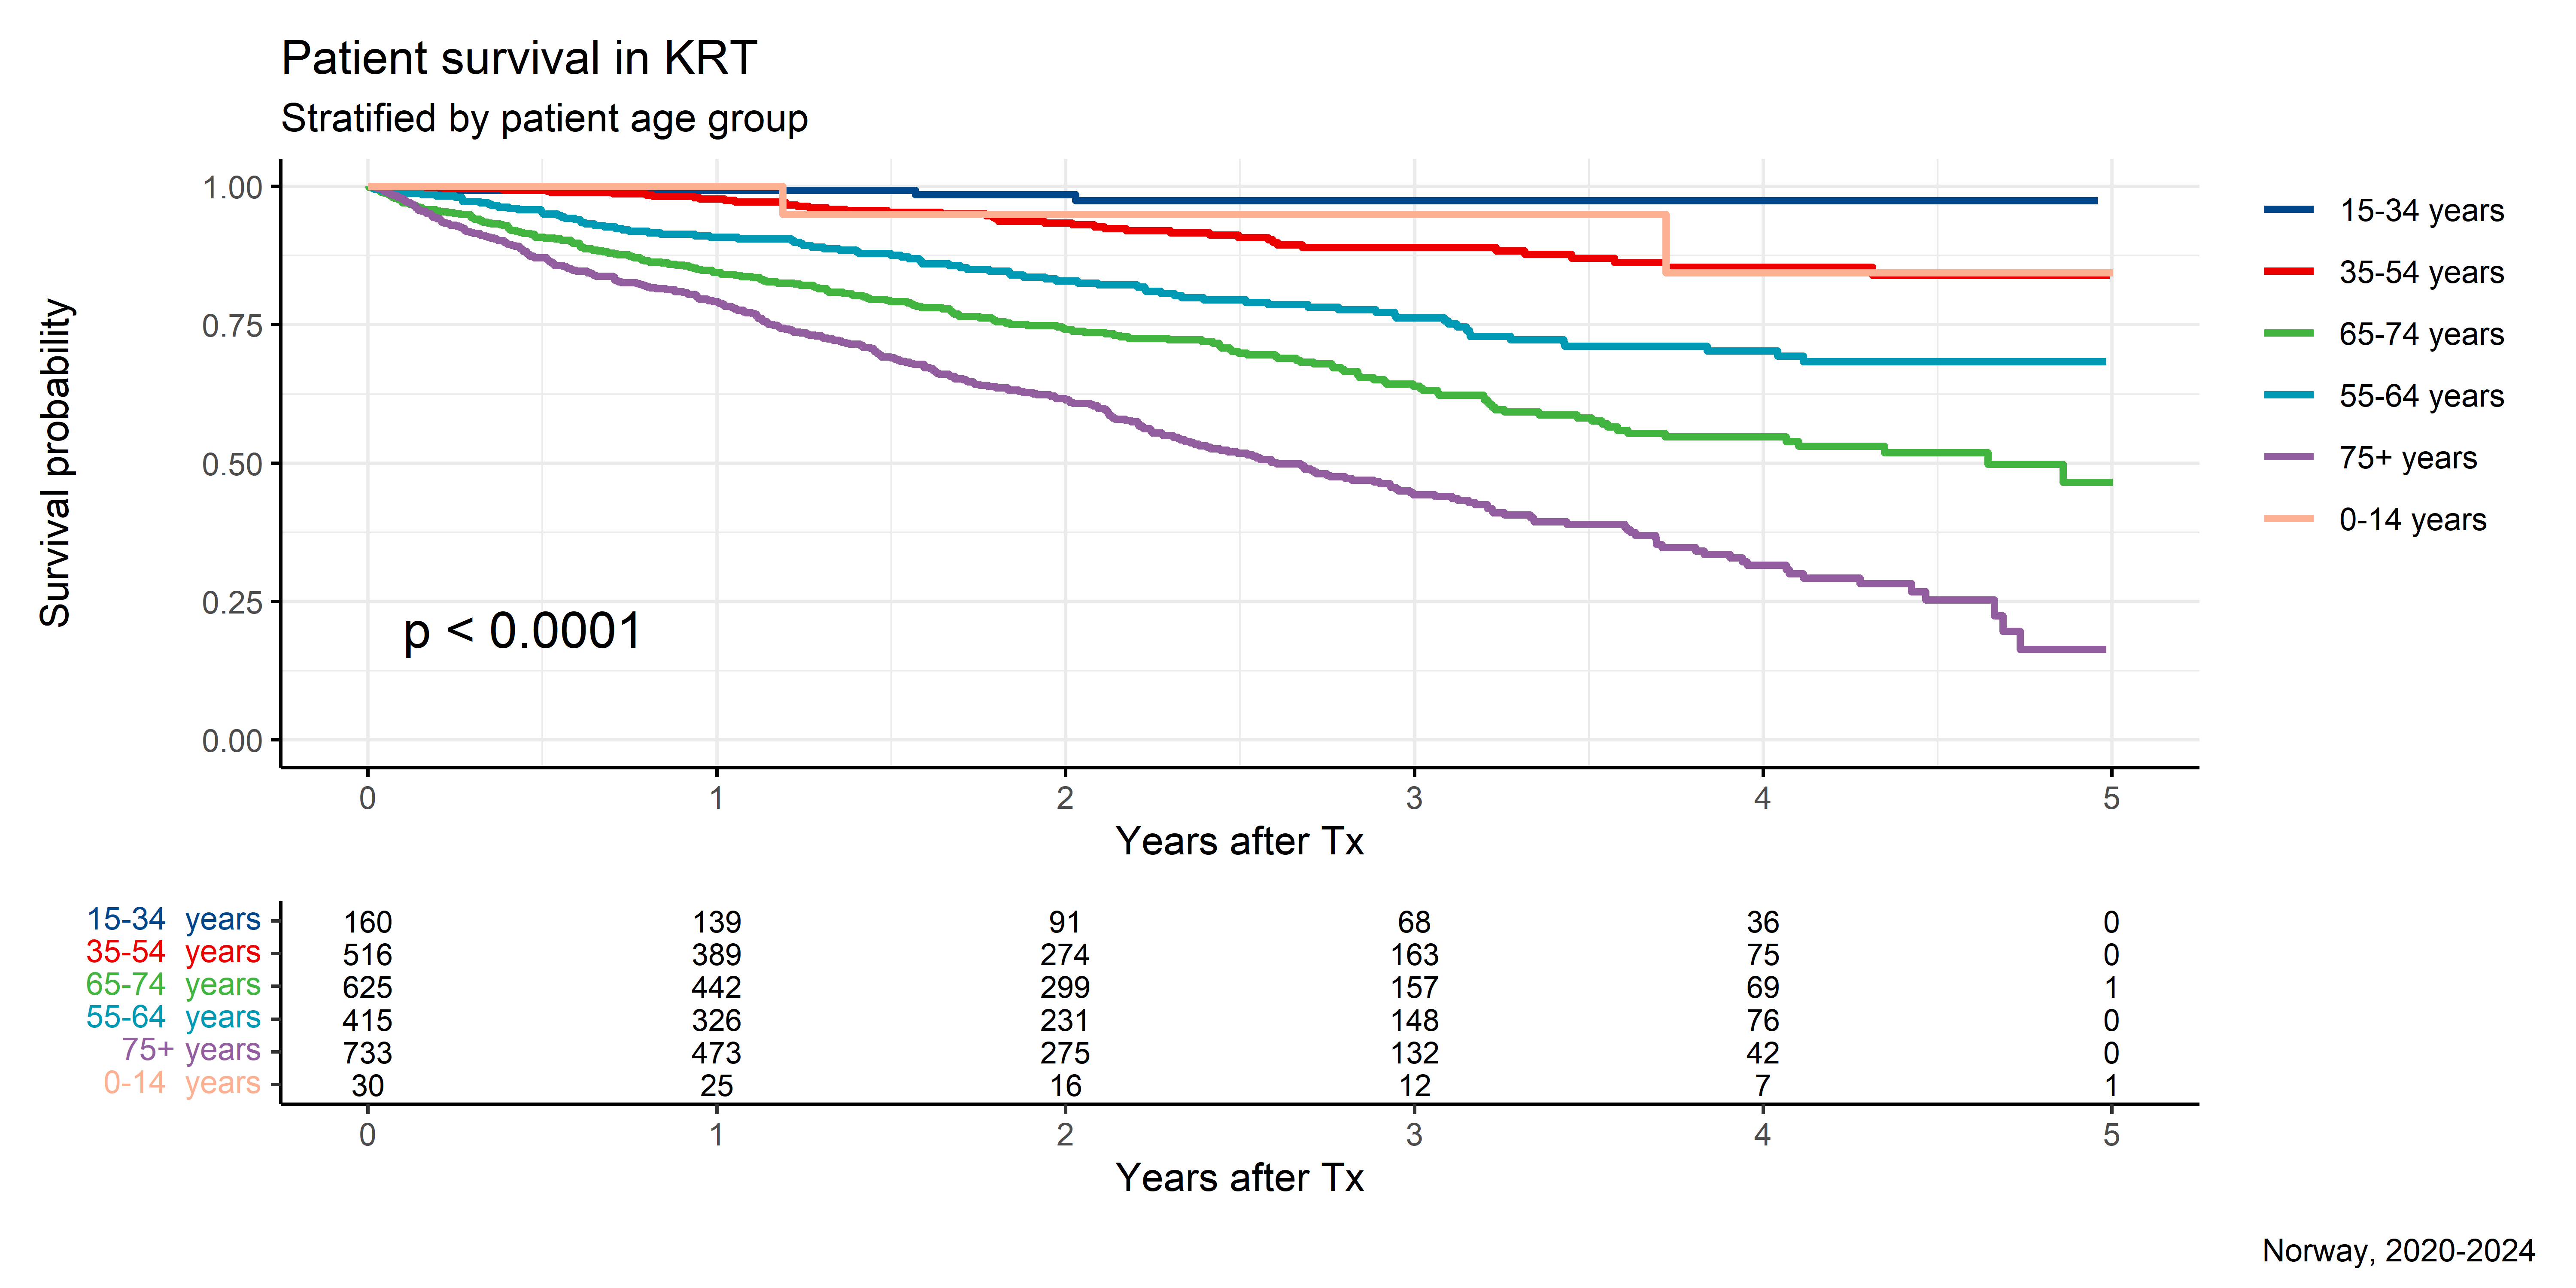 Patient survival in KRT
Stratified by patient age group
Survival probability
1.00
0.75
0.50
0.25
0.00
p < 0.0001
0 1 2 3 4 5
Years after Tx
15-34 years
35-54 years
65-74 years
55-64 years
75+ years
0-14 years
15-34 years 160 139 91 68 36 0
35-54 years 516 389 274 163 75 0
65-74 years 625 442 299 157 69 1
55-64 years 415 326 231 148 76 0
75+ years 733 473 275 132 42 0
0-14 years 30 25 16 12 7 1
0 1 2 3 4 5
Years after Tx
Norway, 2020-2024